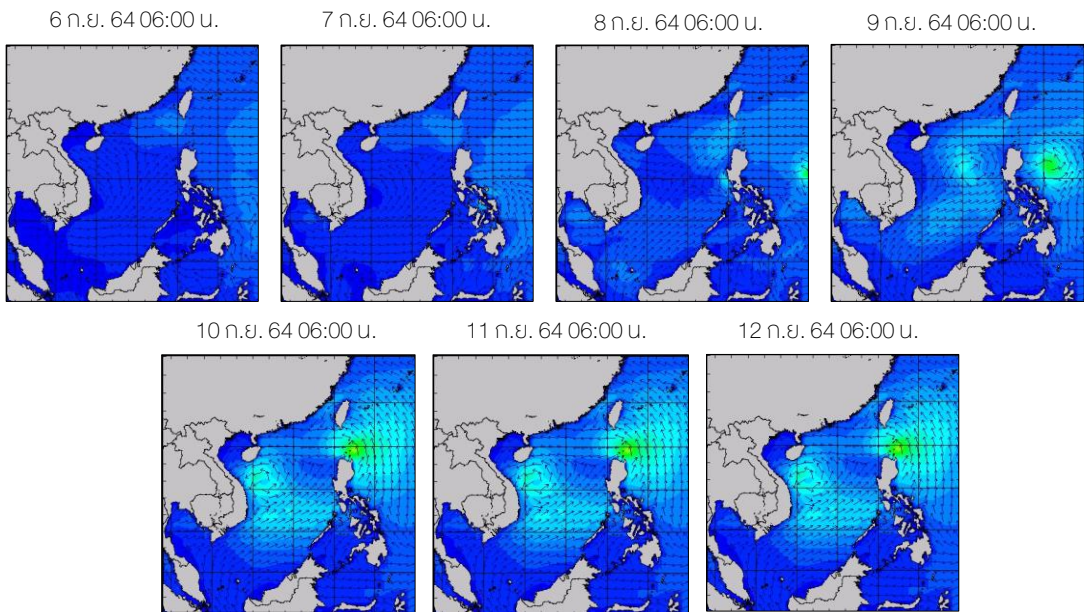 6 ก.ย. 64 06:00 น.
7 ก.ย. 64 06:00 น.
8 ก.ย. 64 06:00 น.
9 ก.ย. 64 06:00 น.
10 ก.ย. 64 06:00 น.
11 ก.ย. 64 06:00 น.
12 ก.ย. 64 06:00 น.